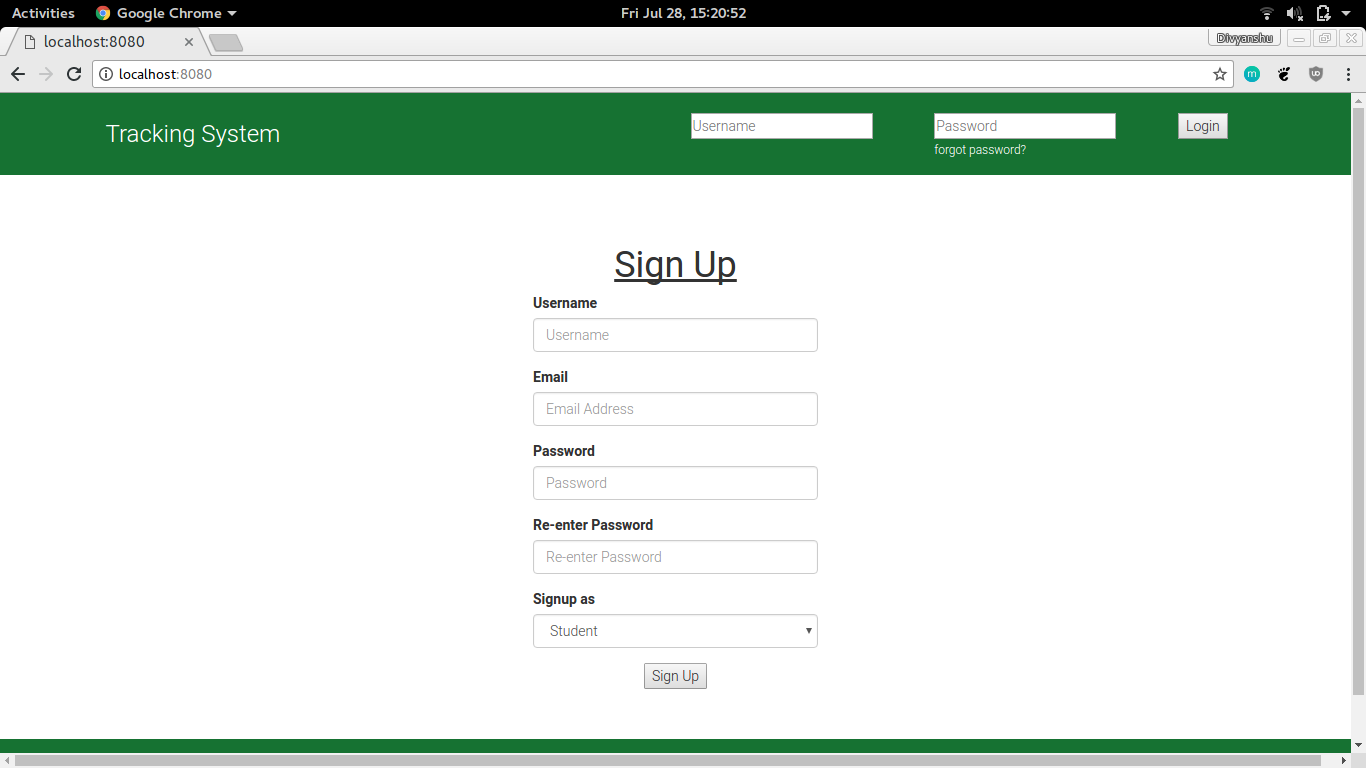 Activities Google Chrome Fri Jul 28, 15:20:52
localhost:8080 Divyanshu
localhost:8080 m
Tracking System Username Password Login
forgot password?
Sign Up
Username
Username
Email
Email Address
Password
Password
Re-enter Password
Re-enter Password
Signup as
Student
Sign Up